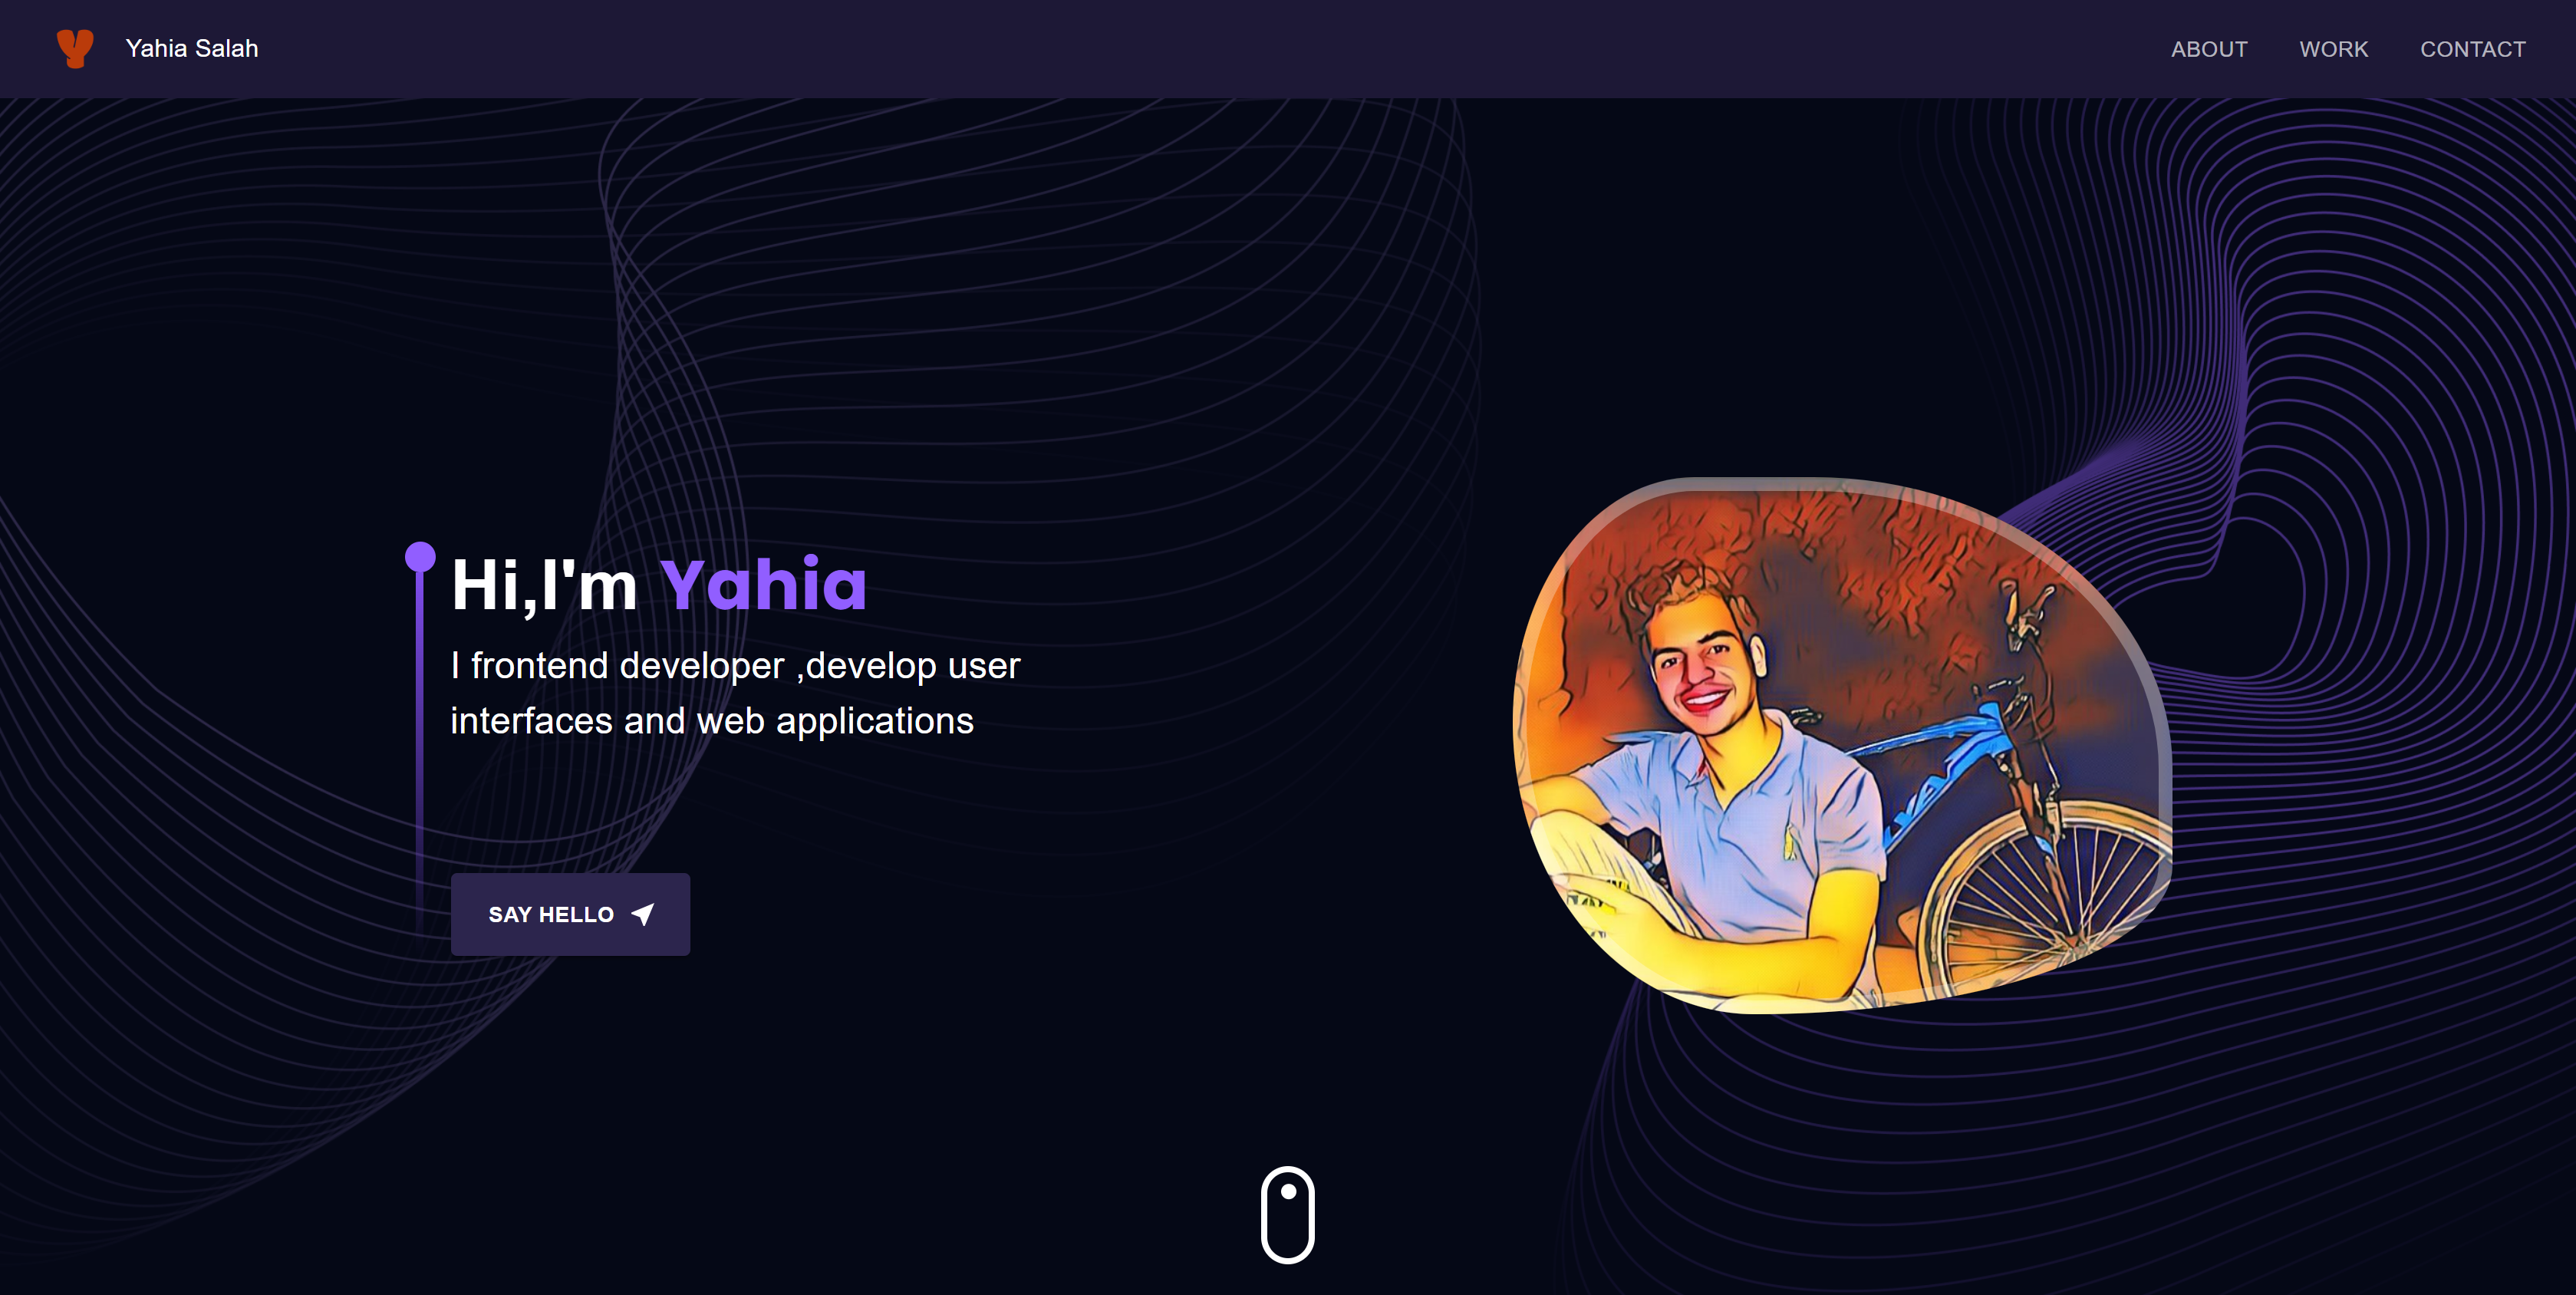 Yahia Salah
ABOUT
WORK
CONTACT
Hi,I'm Yahia
I frontend developer ,develop user
interfaces and web applications
SAY HELLO